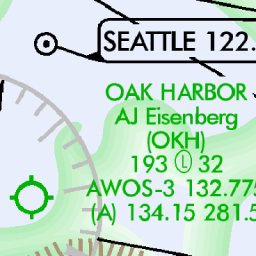 SEATTLE 122.
OAK HARBOR
AJ Eisenberg
(OKH)
193 Ⓛ 32
AWOS-3 132.775
(A) 134.15 281.5